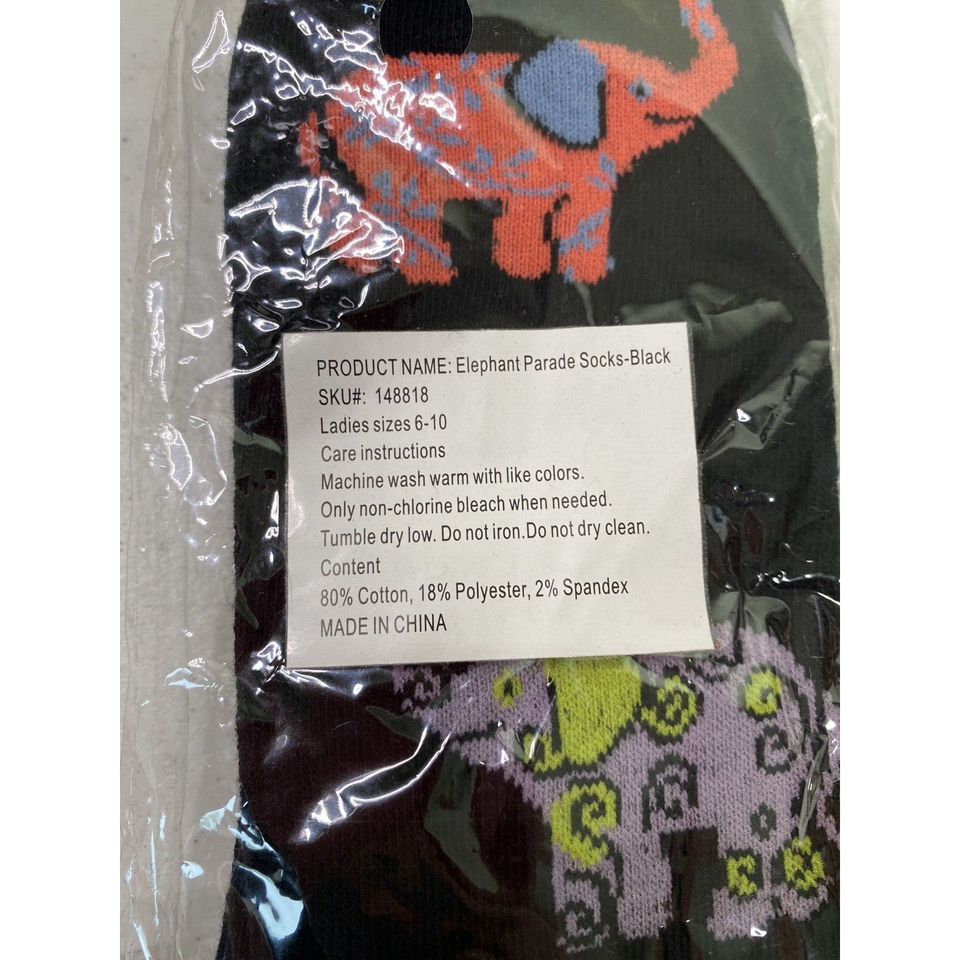 PRODUCT NAME: Elephant Parade Socks-Black
SKU#: 148818
Ladies sizes 6-10
Care instructions
Machine wash warm with like colors.
Only non-chlorine bleach when needed.
Tumble dry low. Do not iron.Do not dry clean.
Content
80% Cotton, 18% Polyester, 2% Spandex
MADE IN CHINA